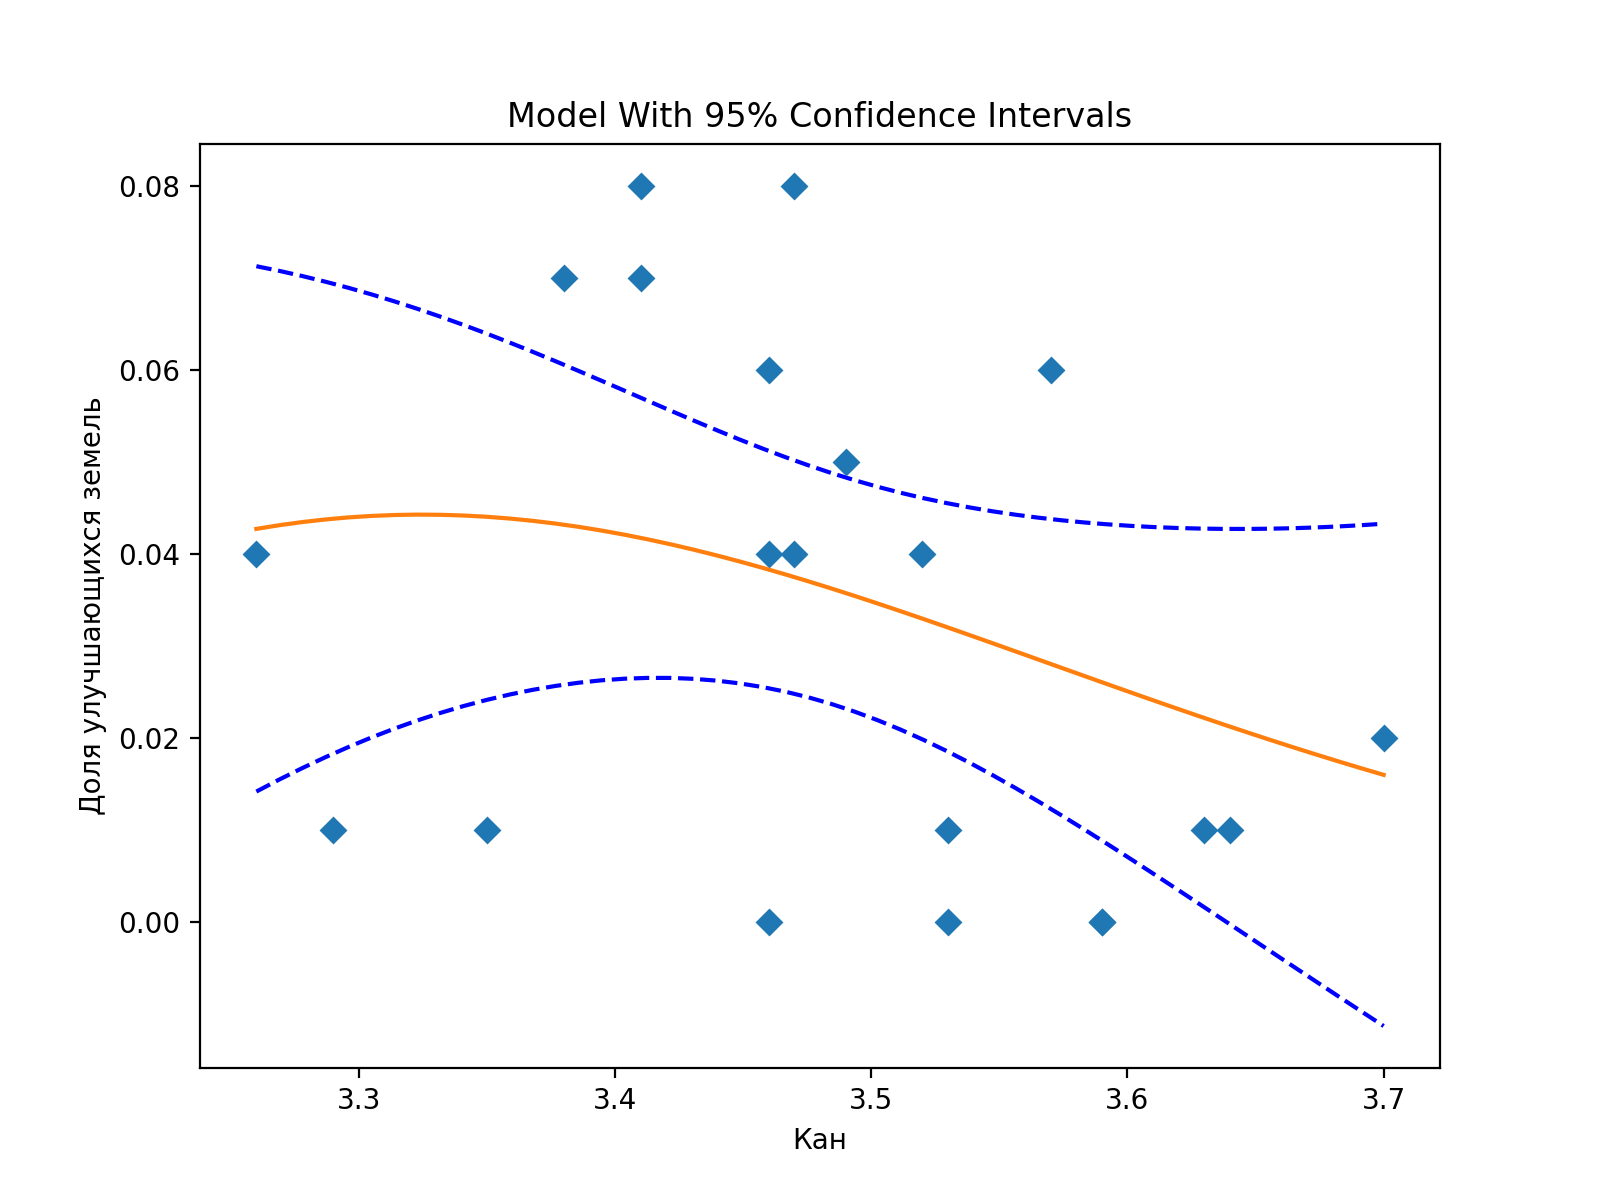 Model With 95% Confidence Intervals
Доля улучшающихся земель
0.08
0.06
0.04
0.02
0.00
3.3 3.4 3.5 3.6 3.7
Кан